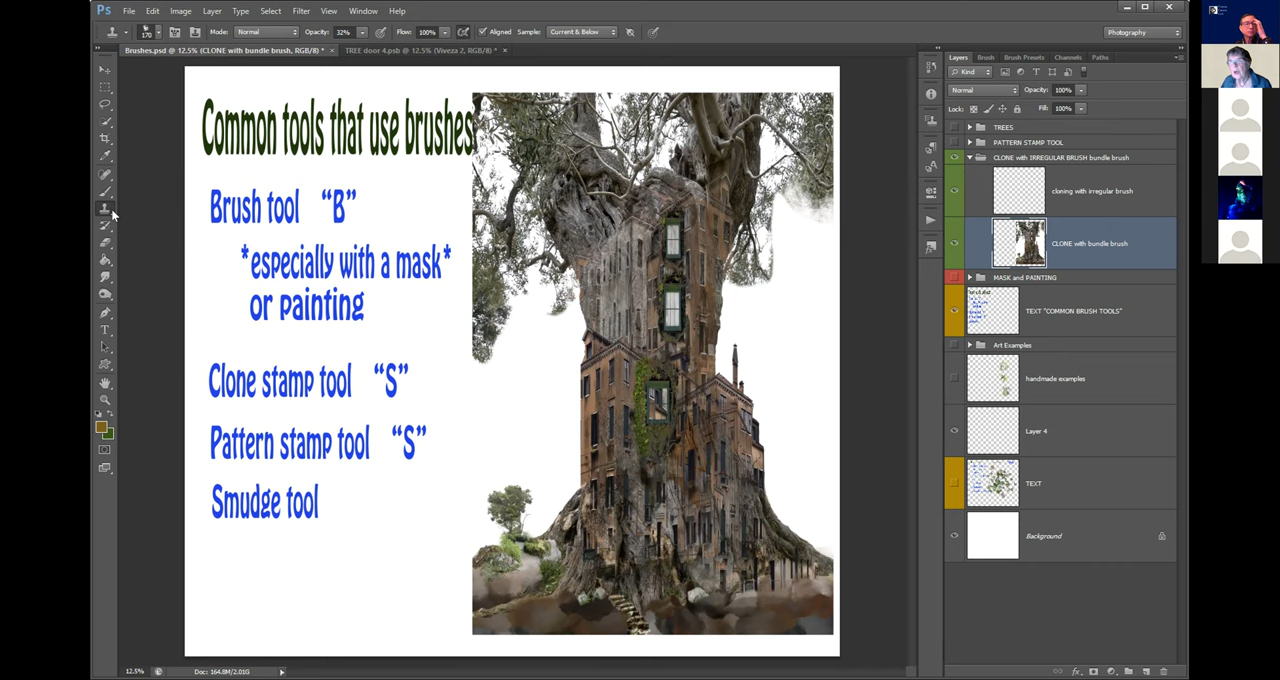 Ps File Edit Image Layer Type Select Filter View Window Help
170 Mode: Normal Opacity: 32% Flow: 100% Aligned Sample: Current & Below Photography
Brushes.psd @ 12.5% (CLONE with bundle brush, RGB/8) * × TREE door 4.psb @ 12.5% (Viveza 2, RGB/8) * ×
Common tools that use brushes
Brush tool "B"
*especially with a mask*
or painting
Clone stamp tool "S"
Pattern stamp tool "S"
Smudge tool
Layers Brush Brush Presets Channels Paths
Kind
Normal Opacity: 100%
Lock: Fill: 100%
TREES
PATTERN STAMP TOOL
CLONE with IRREGULAR BRUSH bundle brush
cloning with irregular brush
CLONE with bundle brush
MASK and PAINTING
TEXT "COMMON BRUSH TOOLS"
Art Examples
handmade examples
Layer 4
TEXT
Background
12.5% Doc: 164.8M/2.01G